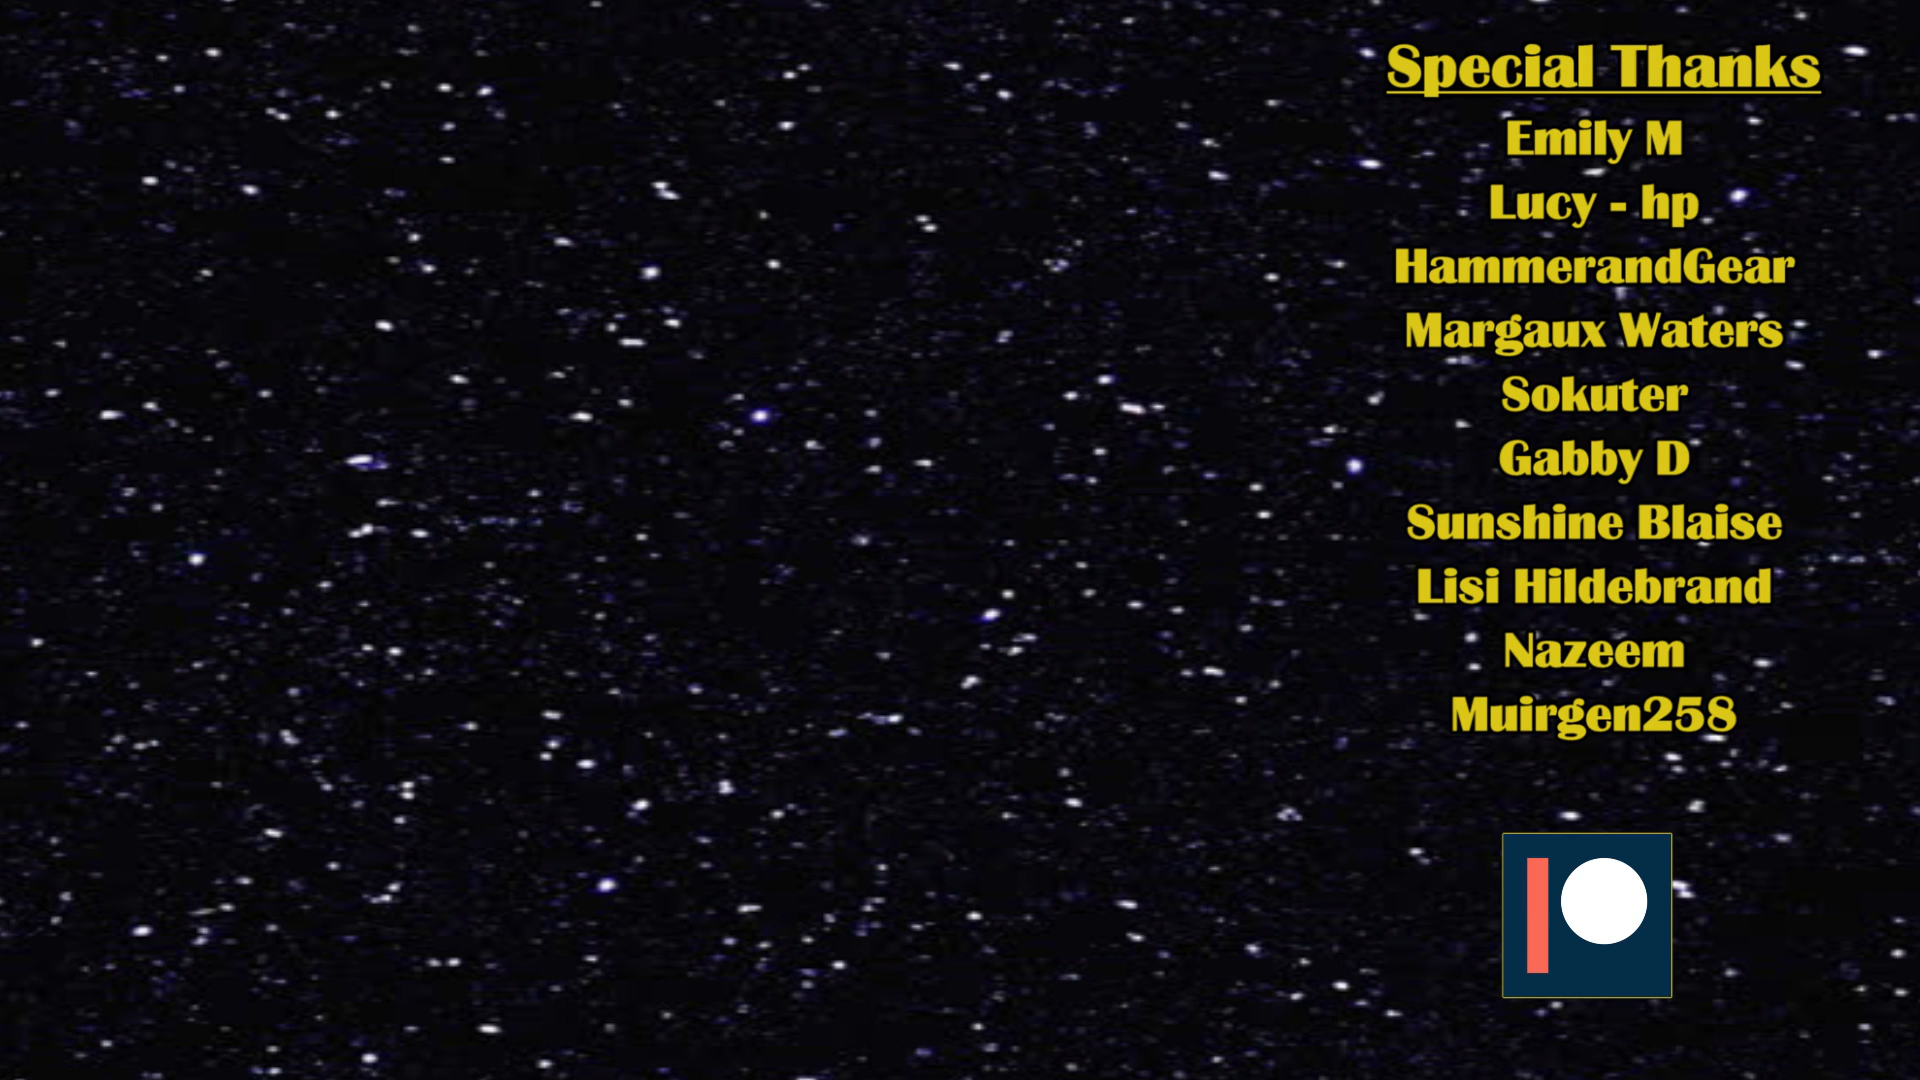 Special Thanks
Emily M
Lucy - hp
HammerandGear
Margaux Waters
Sokuter
Gabby D
Sunshine Blaise
Lisi Hildebrand
Nazeem
Muirgen258